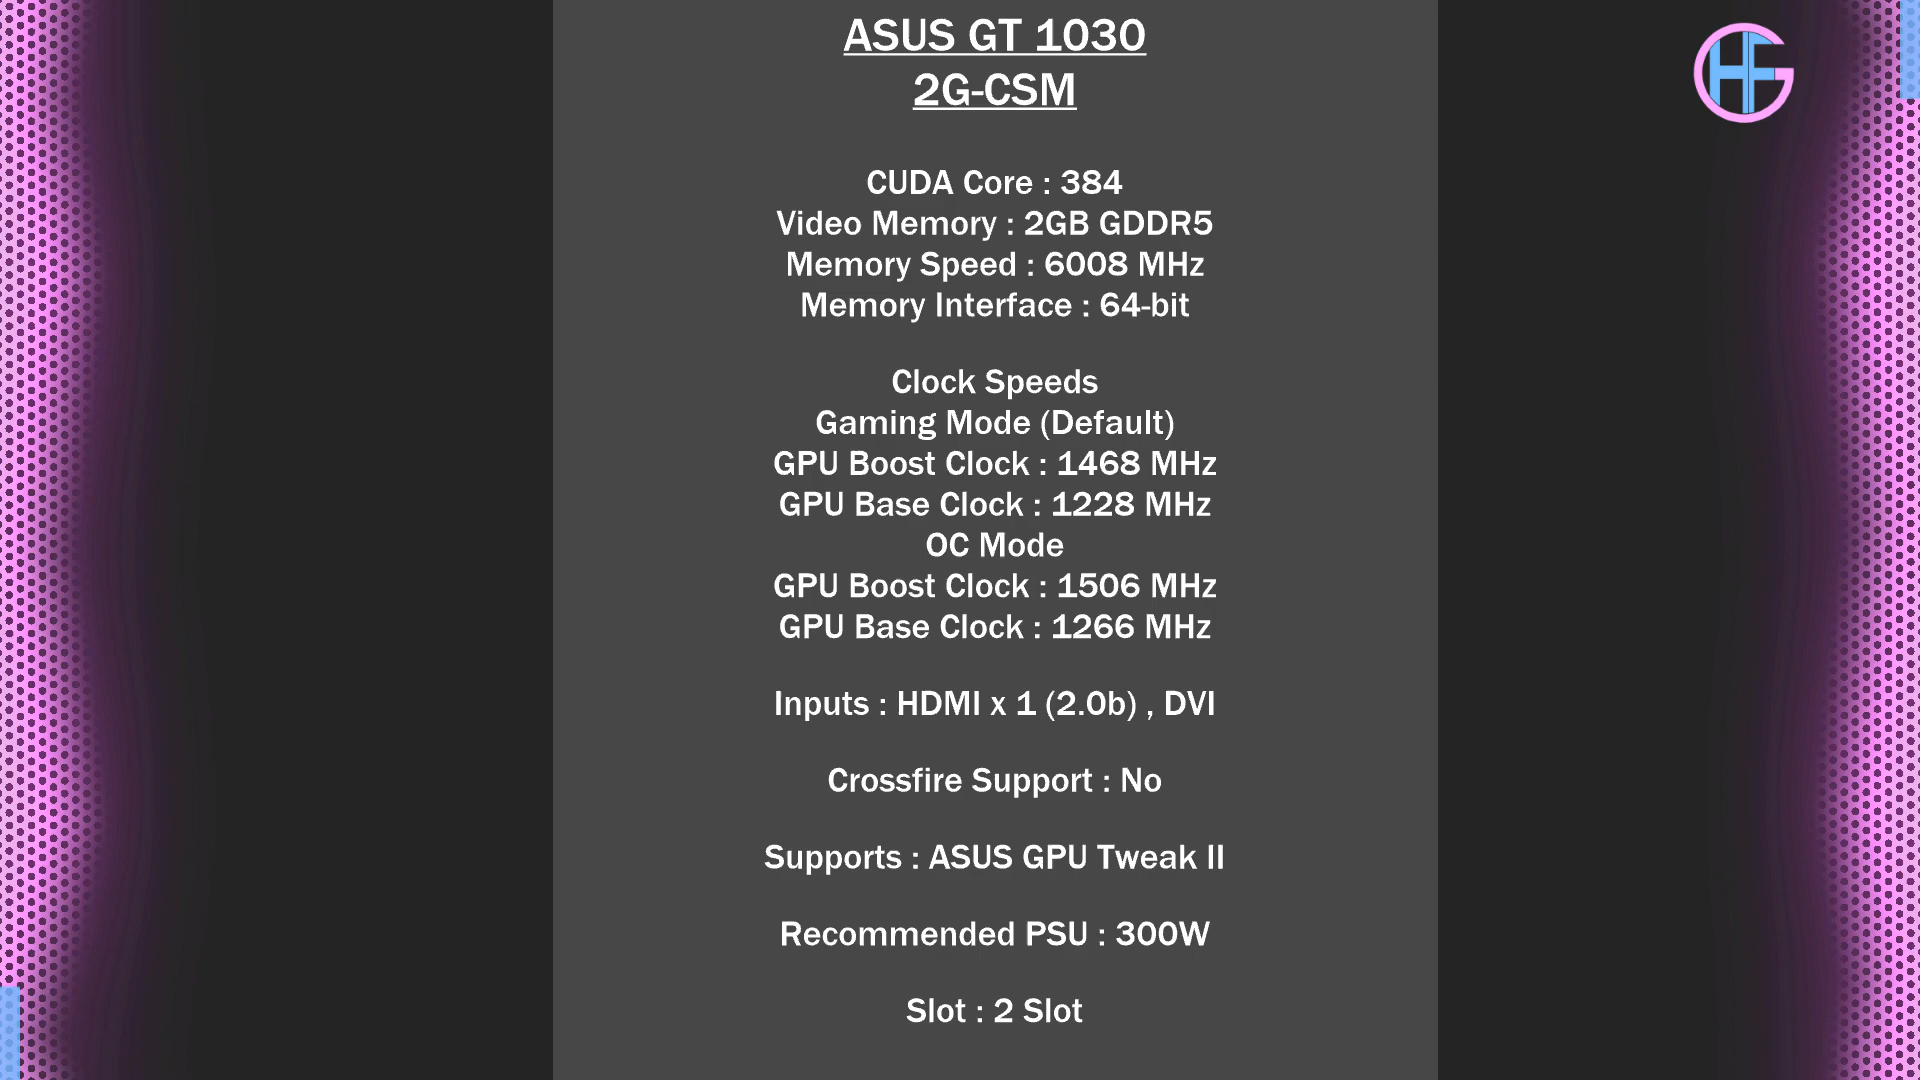 ASUS GT 1030
2G-CSM
CUDA Core : 384
Video Memory : 2GB GDDR5
Memory Speed : 6008 MHz
Memory Interface : 64-bit
Clock Speeds
Gaming Mode (Default)
GPU Boost Clock : 1468 MHz
GPU Base Clock : 1228 MHz
OC Mode
GPU Boost Clock : 1506 MHz
GPU Base Clock : 1266 MHz
Inputs : HDMI x 1 (2.0b) , DVI
Crossfire Support : No
Supports : ASUS GPU Tweak II
Recommended PSU : 300W
Slot : 2 Slot
HFG